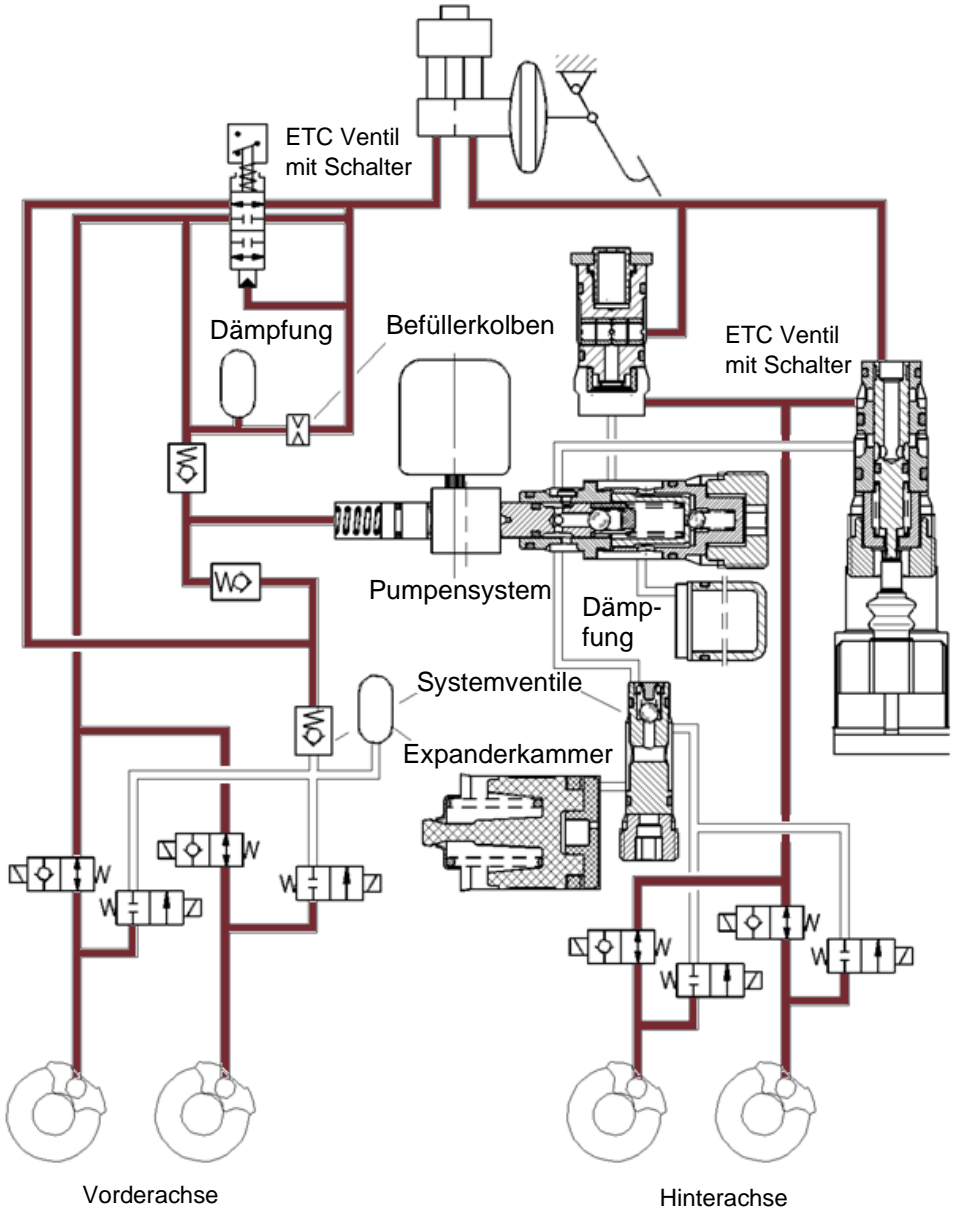 ETC Ventil
mit Schalter
Dämpfung
Befüllerkolben
ETC Ventil
mit Schalter
Pumpensystem
Dämp-
fung
Systemventile
Expanderkammer
Vorderachse
Hinterachse